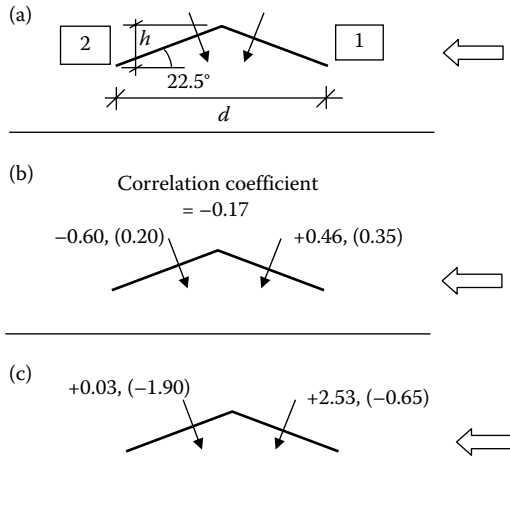 (a)
2
h
1
22.5°
d
(b)
Correlation coefficient
= −0.17
−0.60, (0.20)
+0.46, (0.35)
(c)
+0.03, (−1.90)
+2.53, (−0.65)